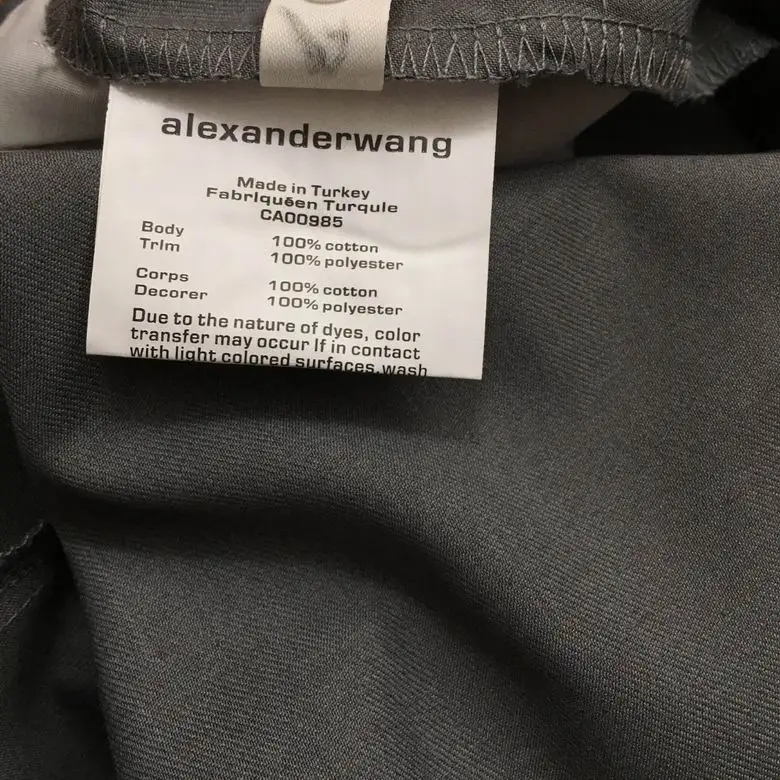 alexanderwang
Made in Turkey
Fabriquéen Turquie
CA00985
Body 100% cotton
Trim 100% polyester
Corps 100% cotton
Decorer 100% polyester
Due to the nature of dyes, color
transfer may occur if in contact
with light colored surfaces,wash